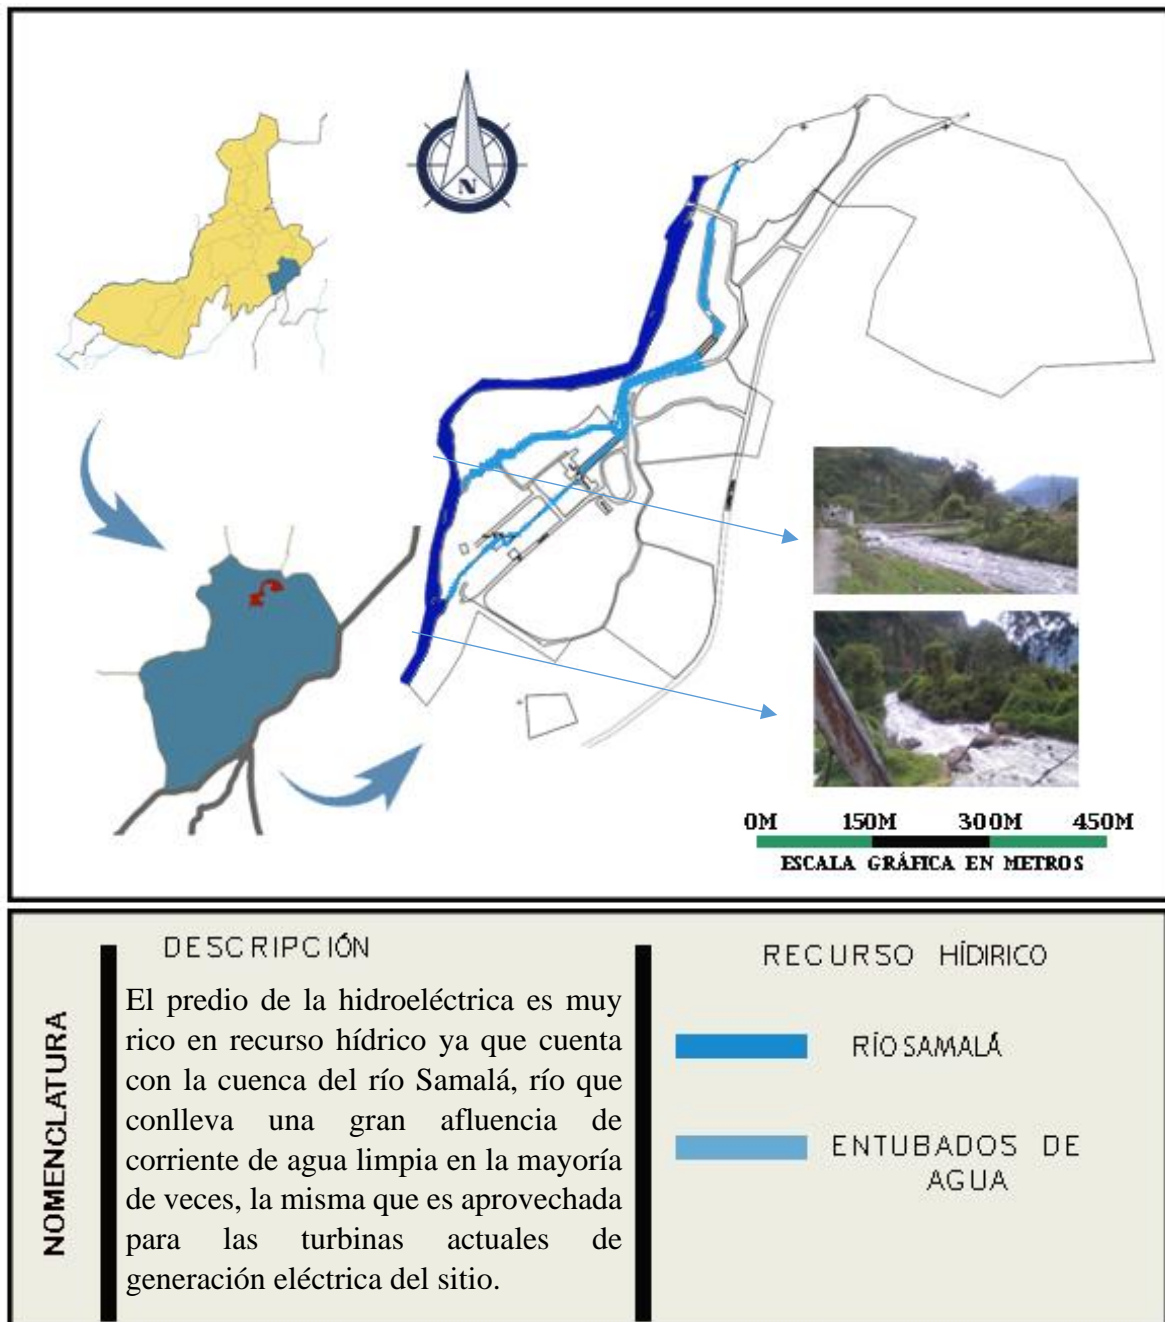 N
0M 150M 300M 450M
ESCALA GRÁFICA EN METROS
NOMENCLATURA
DESCRIPCIÓN
El predio de la hidroeléctrica es muy
rico en recurso hídrico ya que cuenta
con la cuenca del río Samalá, río que
conlleva una gran afluencia de
corriente de agua limpia en la mayoría
de veces, la misma que es aprovechada
para las turbinas actuales de
generación eléctrica del sitio.
RECURSO HÍDIRICO
RÍO SAMALÁ
ENTUBADOS DE
AGUA